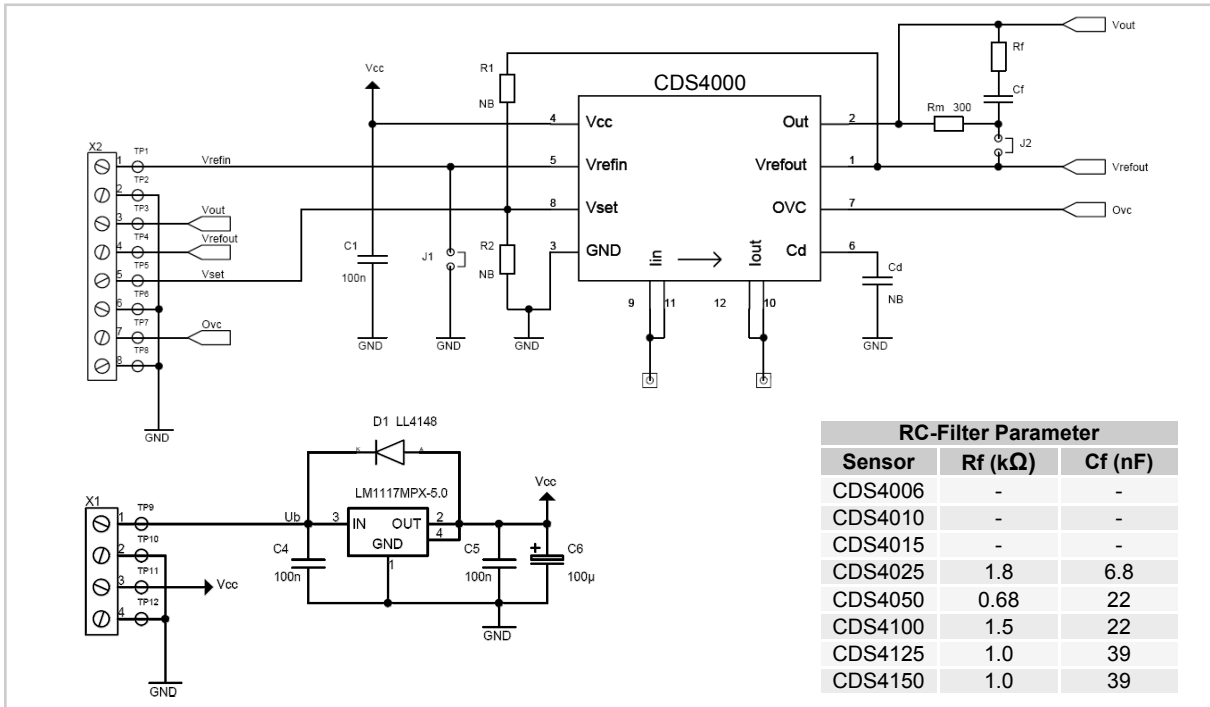 Vout
Rf
Cf
Rm 300
J2
Vrefout
Ovc
CDS4000
R1
NB
Vcc
4 Vcc Out 2
5 Vrefin Vrefout 1
8 Vset OVC 7
3 GND Cd 6
Iin Iout
9 11 12 10
Cd
NB
GND
R2
NB
GND
C1
100n
GND
J1
GND
X2
1 TP1 Vrefin
2 TP2
3 TP3 Vout
4 TP4 Vrefout
5 TP5 Vset
6 TP6
7 TP7 Ovc
8 TP8
GND
D1 LL4148
K A
LM1117MPX-5.0
Ub 3 IN OUT 2
4
GND
1
C4
100n
C5
100n
Vcc
+
C6
100µ
GND
X1
1 TP9
2 TP10
3 TP11 Vcc
4 TP12
GND
RC-Filter Parameter
Sensor Rf (kΩ) Cf (nF)
CDS4006 - -
CDS4010 - -
CDS4015 - -
CDS4025 1.8 6.8
CDS4050 0.68 22
CDS4100 1.5 22
CDS4125 1.0 39
CDS4150 1.0 39